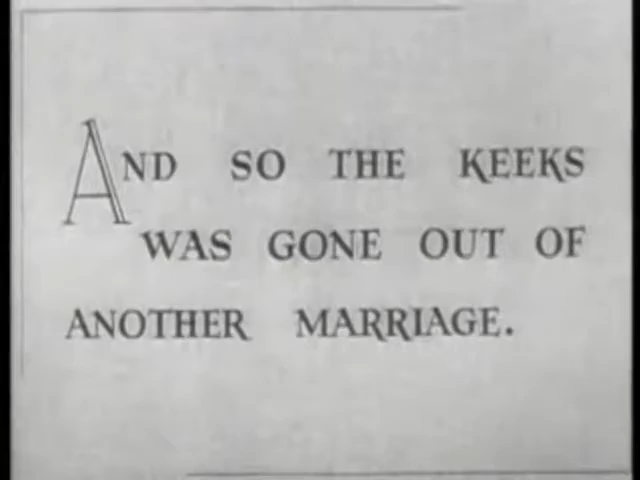 AND SO THE KEEKS
WAS GONE OUT OF
ANOTHER MARRIAGE.